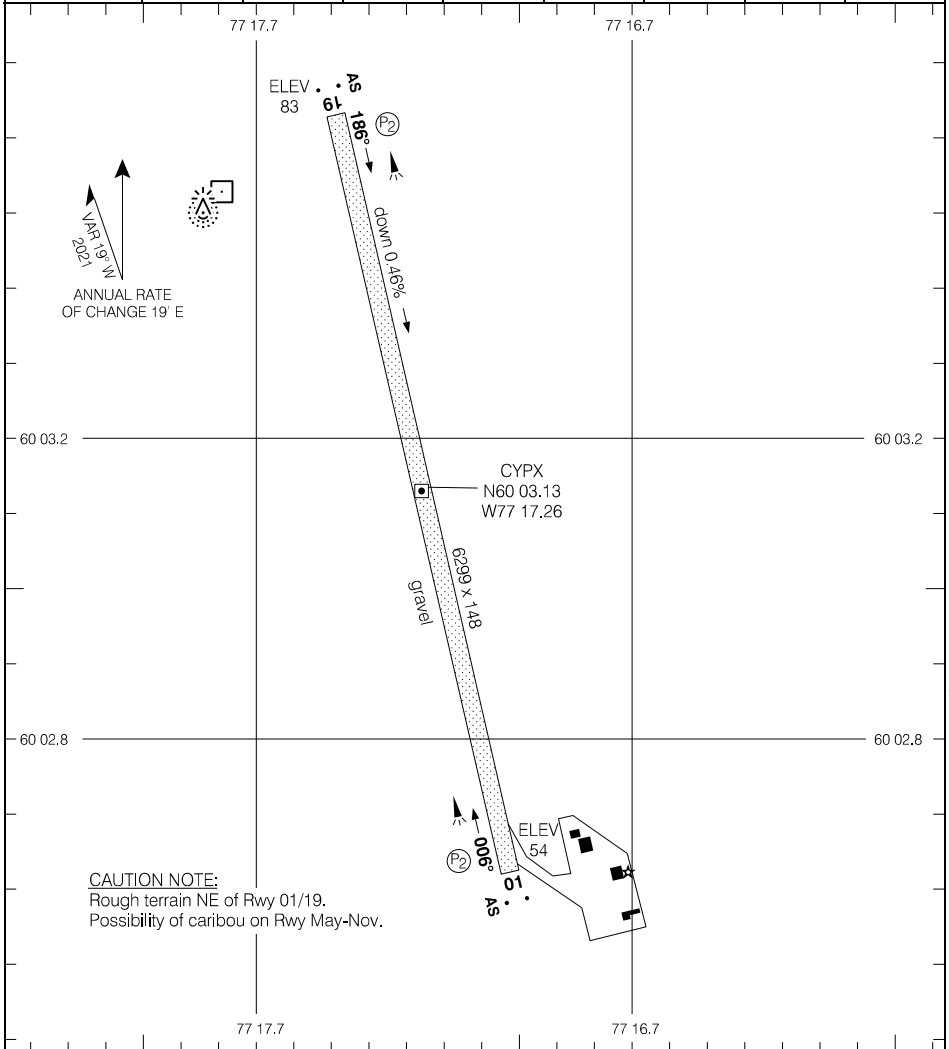 77 17.7
77 16.7
ELEV
83
AS
19
186°
P2
VAR 19° W
2021
ANNUAL RATE
OF CHANGE 19' E
down 0.46%
60 03.2
60 03.2
CYPX
N60 03.13
W77 17.26
6299 x 148
gravel
60 02.8
60 02.8
ELEV
54
P2
006°
01
AS
CAUTION NOTE:
Rough terrain NE of Rwy 01/19.
Possibility of caribou on Rwy May-Nov.
77 17.7
77 16.7